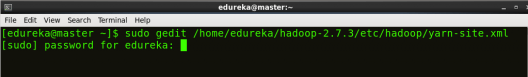 edureka@master:~
File Edit View Search Terminal Help
[edureka@master ~]$ sudo gedit /home/edureka/hadoop-2.7.3/etc/hadoop/yarn-site.xml
[sudo] password for edureka: